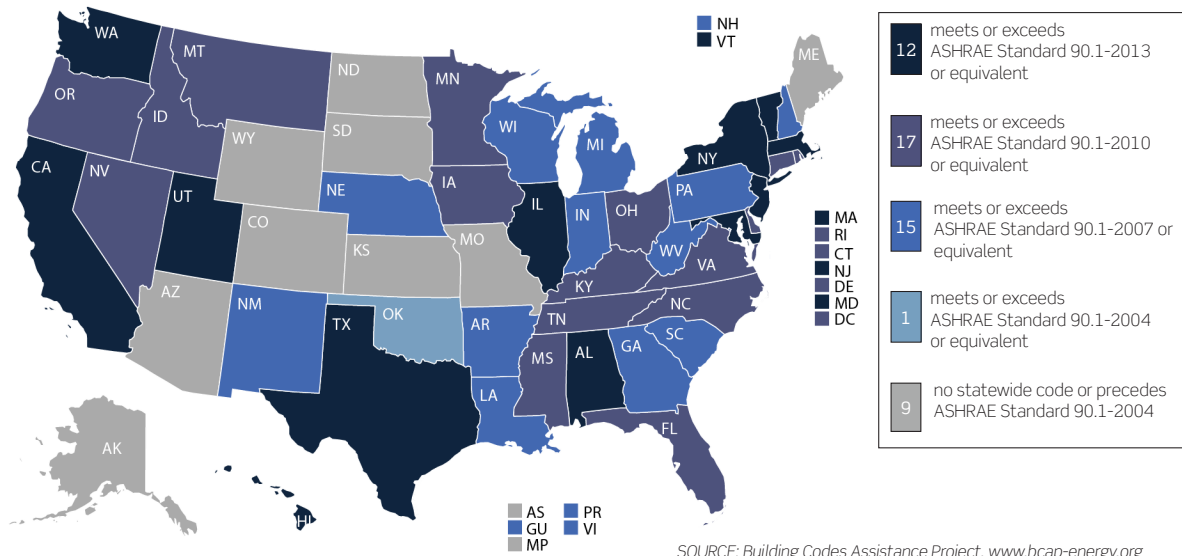 NH
VT
WA
MT
ND
MN
ME
OR
ID
SD
WI
MI
WY
NY
CA
NV
UT
NE
IA
PA
CO
IL
IN
OH
KS
MO
WV
KY
VA
MA
RI
CT
NJ
DE
MD
DC
AZ
NM
OK
AR
TN
NC
TX
MS
AL
GA
SC
LA
FL
AK
HI
AS
PR
GU
VI
MP
12
meets or exceeds
ASHRAE Standard 90.1-2013
or equivalent
17
meets or exceeds
ASHRAE Standard 90.1-2010
or equivalent
15
meets or exceeds
ASHRAE Standard 90.1-2007 or
equivalent
1
meets or exceeds
ASHRAE Standard 90.1-2004
or equivalent
9
no statewide code or precedes
ASHRAE Standard 90.1-2004
SOURCE: Building Codes Assistance Project, www.bcap-energy.org